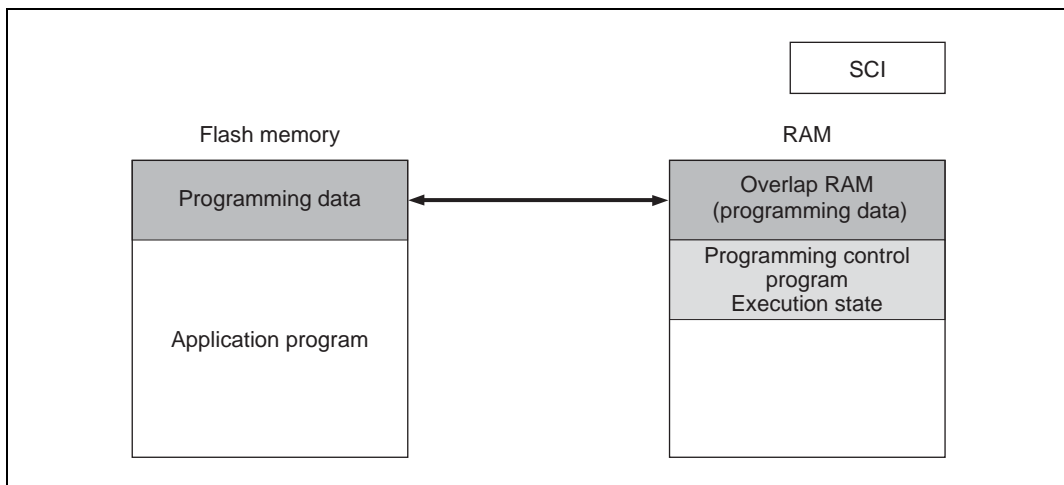 SCI
Flash memory
RAM
Programming data
Overlap RAM
(programming data)
Programming control
program
Execution state
Application program